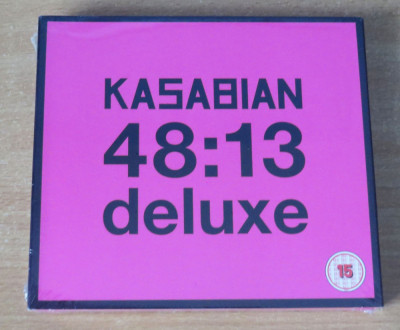 KASABIAN
48:13
deluxe
15